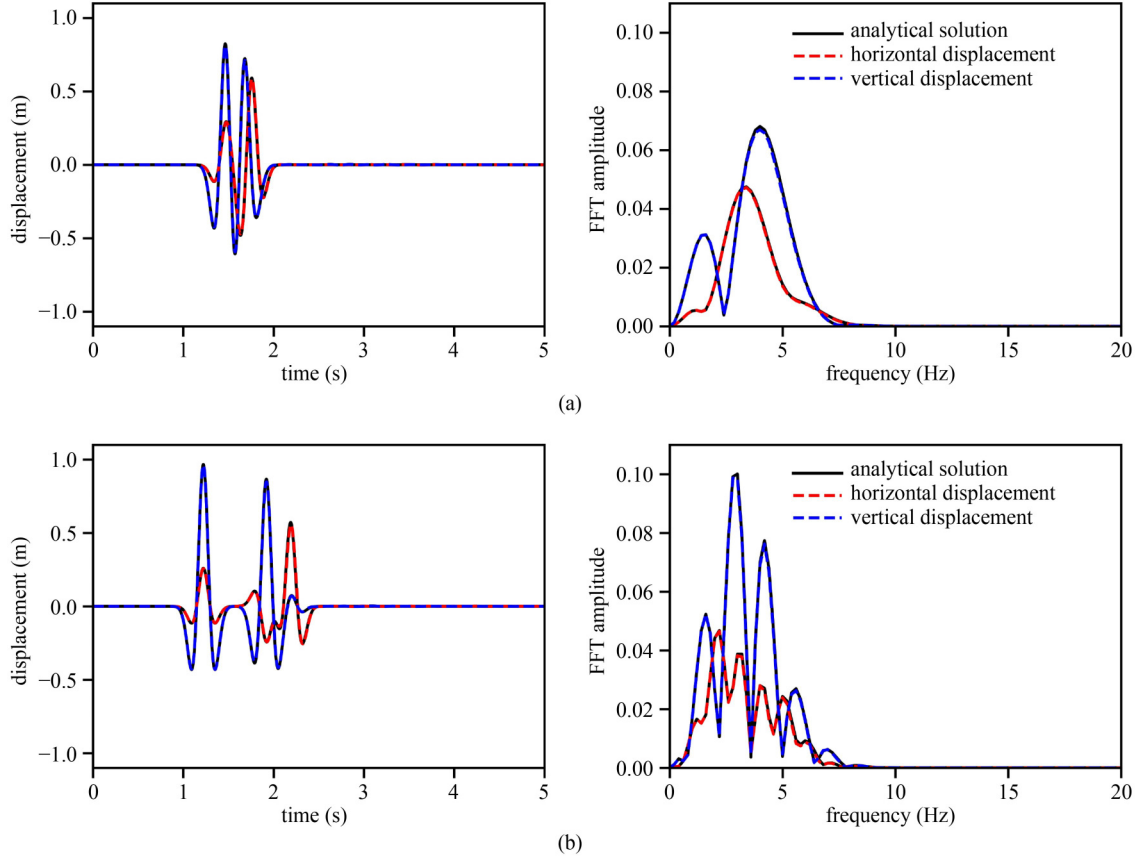 1.0
0.5
0.0
−0.5
−1.0
displacement (m)
0 1 2 3 4 5
time (s)
0.10
0.08
0.06
0.04
0.02
0.00
FFT amplitude
analytical solution
horizontal displacement
vertical displacement
0 5 10 15 20
frequency (Hz)
(a)
1.0
0.5
0.0
−0.5
−1.0
displacement (m)
0 1 2 3 4 5
time (s)
0.10
0.08
0.06
0.04
0.02
0.00
FFT amplitude
analytical solution
horizontal displacement
vertical displacement
0 5 10 15 20
frequency (Hz)
(b)